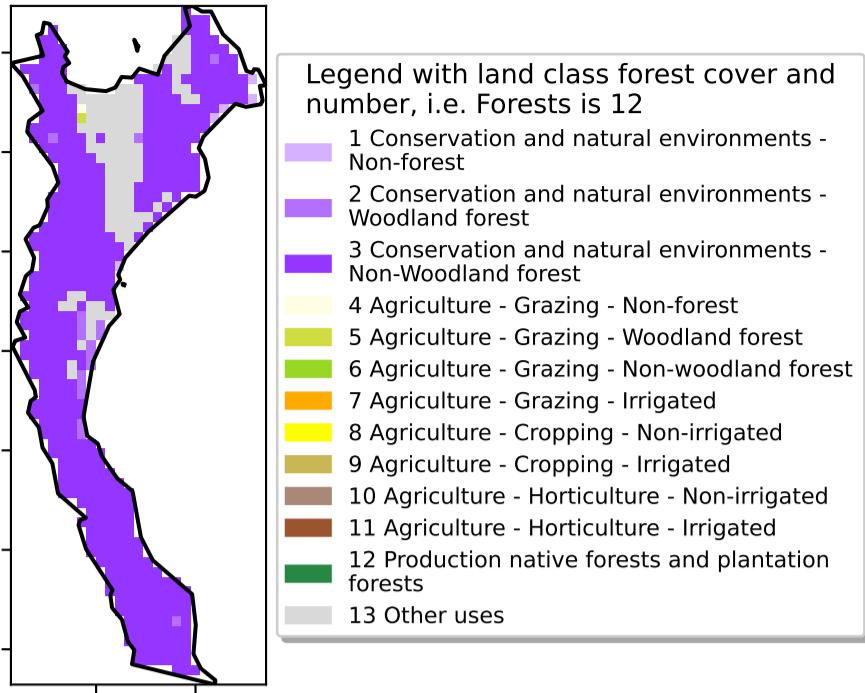 Legend with land class forest cover and
number, i.e. Forests is 12
1 Conservation and natural environments -
Non-forest
2 Conservation and natural environments -
Woodland forest
3 Conservation and natural environments -
Non-Woodland forest
4 Agriculture - Grazing - Non-forest
5 Agriculture - Grazing - Woodland forest
6 Agriculture - Grazing - Non-woodland forest
7 Agriculture - Grazing - Irrigated
8 Agriculture - Cropping - Non-irrigated
9 Agriculture - Cropping - Irrigated
10 Agriculture - Horticulture - Non-irrigated
11 Agriculture - Horticulture - Irrigated
12 Production native forests and plantation
forests
13 Other uses